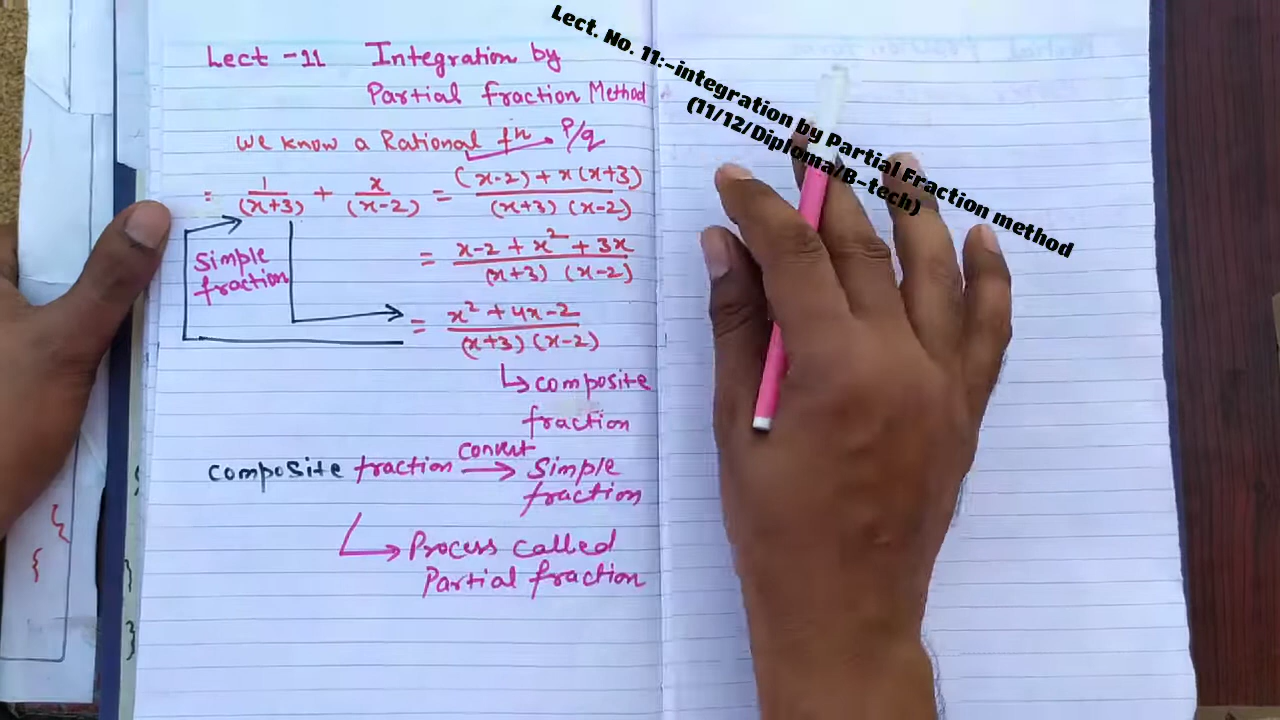 Lect. No. 11:-integration by Partial Fraction method
(11/12/Diploma/B-tech)
Lect -11 Integration by
Partial fraction Method
we know a Rational fn → P/q
= 1/(x+3) + x/(x-2) = (x-2) + x(x+3)/(x+3)(x-2)
= x-2 + x² + 3x/(x+3) (x-2)
Simple
fraction
= x² + 4x-2/(x+3) (x-2)
↳ composite
fraction
composite fraction convert → Simple
fraction
↳ Process called
Partial fraction